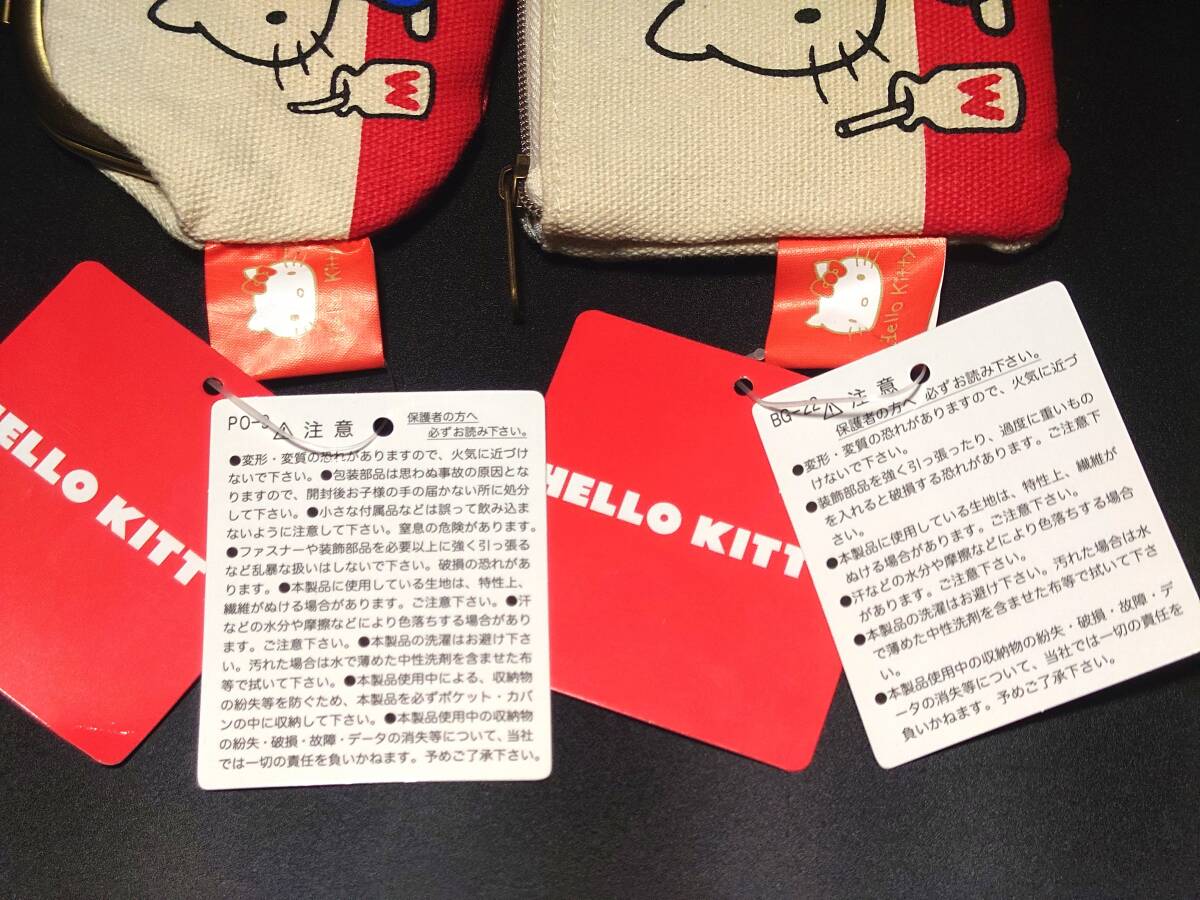 Hello Kitty
Hello Kitty
HELLO KITT
PO-3 注意
保護者の方へ
必ずお読み下さい。
●変形・変質の恐れがありますので、火気に近づけ
ないで下さい。●包装部品は思わぬ事故の原因とな
りますので、開封後お子様の手の届かない所に処分
して下さい。●小さな付属品などは誤って飲み込ま
ないように注意して下さい。窒息の危険があります。
●ファスナーや装飾部品を必要以上に強く引っ張る
など乱暴な扱いはしないで下さい。破損の恐れがあ
ります。●本製品に使用している生地は、特性上、
繊維がぬける場合があります。ご注意下さい。●汗
などの水分や摩擦などにより色落ちする場合があり
ます。ご注意下さい。●本製品の洗濯はお避け下さ
い。汚れた場合は水で薄めた中性洗剤を含ませた布
等で拭いて下さい。●本製品使用中による、収納物
の紛失等を防ぐため、本製品を必ずポケット・カバ
ンの中に収納して下さい。●本製品使用中の収納物
の紛失・破損・故障・データの消失等について、当社
では一切の責任を負いかねます。予めご了承下さい。
HELLO KITT
BG-22 注意
保護者の方へ 必ずお読み下さい。
●変形・変質の恐れがありますので、火気に近づ
けないで下さい。
●装飾部品を強く引っ張ったり、過度に重いもの
を入れると破損する恐れがあります。ご注意下
さい。
●本製品に使用している生地は、特性上、繊維が
ぬける場合があります。ご注意下さい。
●汗などの水分や摩擦などにより色落ちする場合
があります。ご注意下さい。
●本製品の洗濯はお避け下さい。汚れた場合は水
で薄めた中性洗剤を含ませた布等で拭いて下さ
い。
●本製品使用中の収納物の紛失・破損・故障・デ
ータの消失等について、当社では一切の責任を
負いかねます。予めご了承下さい。